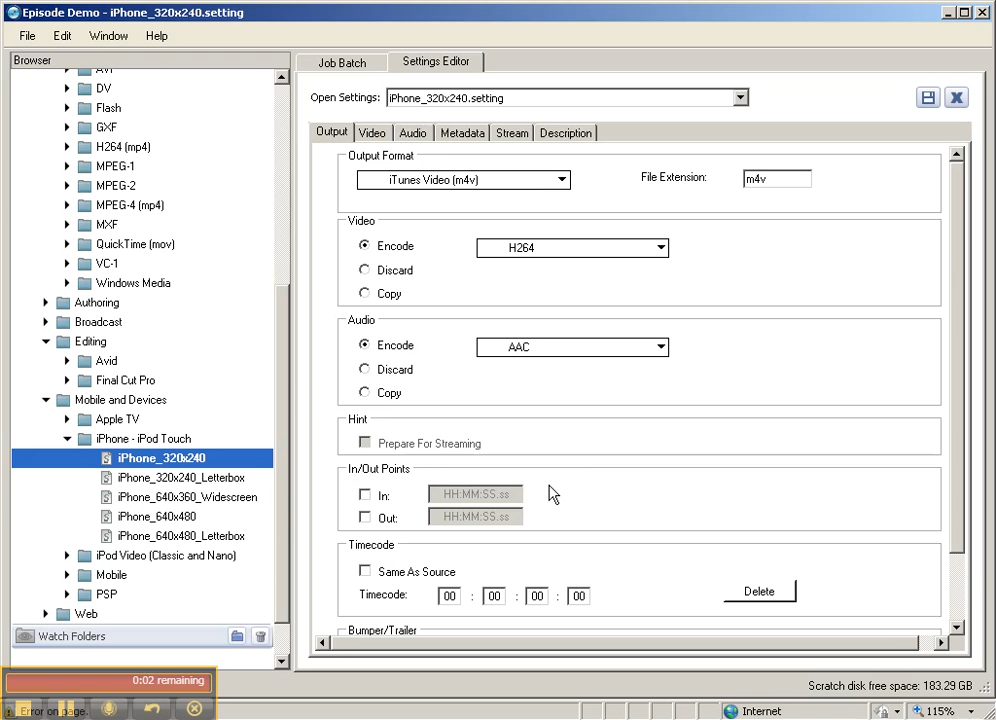 Episode Demo - iPhone_320x240.setting
File Edit Window Help
Browser
AVI
DV
Flash
GXF
H264 (mp4)
MPEG-1
MPEG-2
MPEG-4 (mp4)
MXF
QuickTime (mov)
VC-1
Windows Media
Authoring
Broadcast
Editing
Avid
Final Cut Pro
Mobile and Devices
Apple TV
iPhone - iPod Touch
iPhone_320x240
iPhone_320x240_Letterbox
iPhone_640x360_Widescreen
iPhone_640x480
iPhone_640x480_Letterbox
iPod Video (Classic and Nano)
Mobile
PSP
Web
Watch Folders
Job Batch Settings Editor
Open Settings: iPhone_320x240.setting
Output Video Audio Metadata Stream Description
Output Format
iTunes Video (m4v) File Extension: m4v
Video
Encode H264
Discard
Copy
Audio
Encode AAC
Discard
Copy
Hint
Prepare For Streaming
In/Out Points
In: HH:MM:SS.ss
Out: HH:MM:SS.ss
Timecode
Same As Source
Timecode: 00 : 00 : 00 : 00 Delete
Bumper/Trailer
0:02 remaining
Scratch disk free space: 183.29 GB
Error on page.
Internet
115%